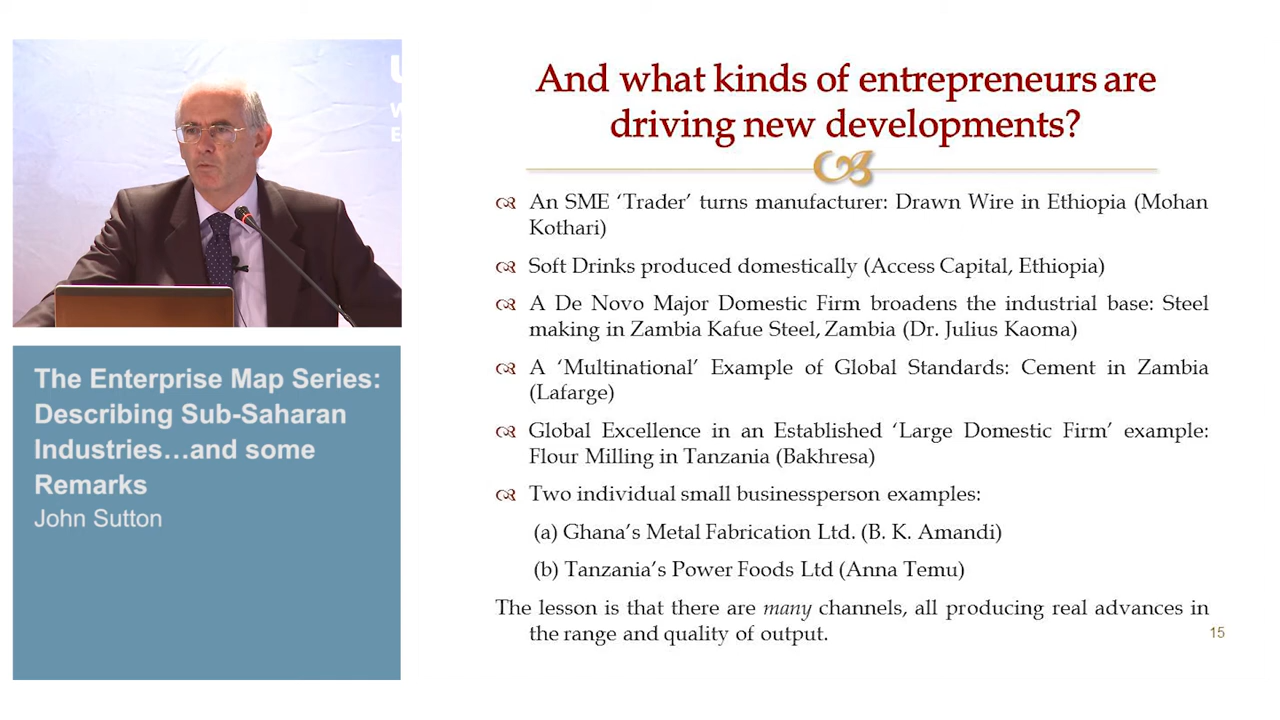 And what kinds of entrepreneurs are
driving new developments?
An SME ‘Trader’ turns manufacturer: Drawn Wire in Ethiopia (Mohan
Kothari)
Soft Drinks produced domestically (Access Capital, Ethiopia)
A De Novo Major Domestic Firm broadens the industrial base: Steel
making in Zambia Kafue Steel, Zambia (Dr. Julius Kaoma)
A ‘Multinational’ Example of Global Standards: Cement in Zambia
(Lafarge)
Global Excellence in an Established ‘Large Domestic Firm’ example:
Flour Milling in Tanzania (Bakhresa)
Two individual small businessperson examples:
(a) Ghana’s Metal Fabrication Ltd. (B. K. Amandi)
(b) Tanzania’s Power Foods Ltd (Anna Temu)
The lesson is that there are many channels, all producing real advances in
the range and quality of output.
15
The Enterprise Map Series:
Describing Sub-Saharan
Industries…and some
Remarks
John Sutton